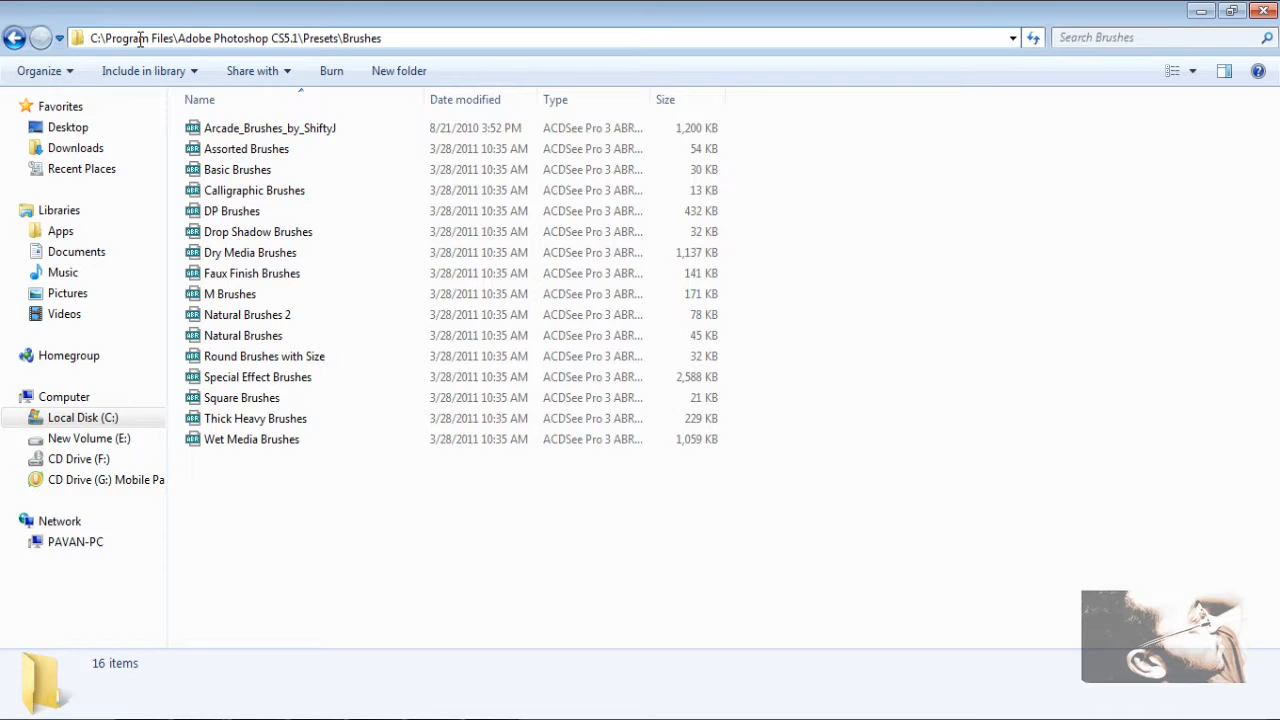 C:\Program Files\Adobe Photoshop CS5.1\Presets\Brushes
Search Brushes
Organize
Include in library
Share with
Burn
New folder
Favorites
Desktop
Downloads
Recent Places
Libraries
Apps
Documents
Music
Pictures
Videos
Homegroup
Computer
Local Disk (C:)
New Volume (E:)
CD Drive (F:)
CD Drive (G:) Mobile Pa
Network
PAVAN-PC
Name Date modified Type Size
Arcade_Brushes_by_ShiftyJ 8/21/2010 3:52 PM ACDSee Pro 3 ABR... 1,200 KB
Assorted Brushes 3/28/2011 10:35 AM ACDSee Pro 3 ABR... 54 KB
Basic Brushes 3/28/2011 10:35 AM ACDSee Pro 3 ABR... 30 KB
Calligraphic Brushes 3/28/2011 10:35 AM ACDSee Pro 3 ABR... 13 KB
DP Brushes 3/28/2011 10:35 AM ACDSee Pro 3 ABR... 432 KB
Drop Shadow Brushes 3/28/2011 10:35 AM ACDSee Pro 3 ABR... 32 KB
Dry Media Brushes 3/28/2011 10:35 AM ACDSee Pro 3 ABR... 1,137 KB
Faux Finish Brushes 3/28/2011 10:35 AM ACDSee Pro 3 ABR... 141 KB
M Brushes 3/28/2011 10:35 AM ACDSee Pro 3 ABR... 171 KB
Natural Brushes 2 3/28/2011 10:35 AM ACDSee Pro 3 ABR... 78 KB
Natural Brushes 3/28/2011 10:35 AM ACDSee Pro 3 ABR... 45 KB
Round Brushes with Size 3/28/2011 10:35 AM ACDSee Pro 3 ABR... 32 KB
Special Effect Brushes 3/28/2011 10:35 AM ACDSee Pro 3 ABR... 2,588 KB
Square Brushes 3/28/2011 10:35 AM ACDSee Pro 3 ABR... 21 KB
Thick Heavy Brushes 3/28/2011 10:35 AM ACDSee Pro 3 ABR... 229 KB
Wet Media Brushes 3/28/2011 10:35 AM ACDSee Pro 3 ABR... 1,059 KB
16 items